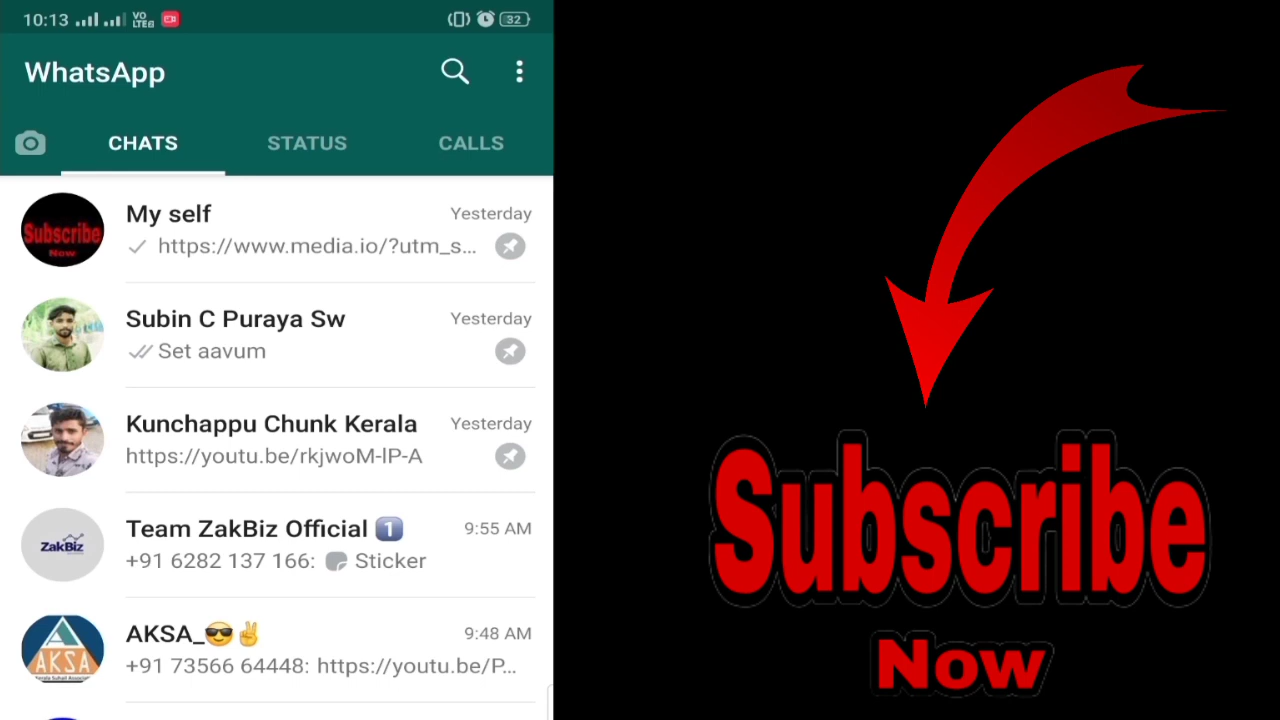 10:13 VO LTE 32
WhatsApp
CHATS STATUS CALLS
Subscribe
Now
My self Yesterday
https://www.media.io/?utm_s...
Subin C Puraya Sw Yesterday
Set aavum
Kunchappu Chunk Kerala Yesterday
https://youtu.be/rkjwoM-lP-A
ZakBiz
Team ZakBiz Official 1️⃣ 9:55 AM
+91 6282 137 166: Sticker
AKSA
AKSA_😎✌ 9:48 AM
+91 73566 64448: https://youtu.be/P...
Subscribe
Now